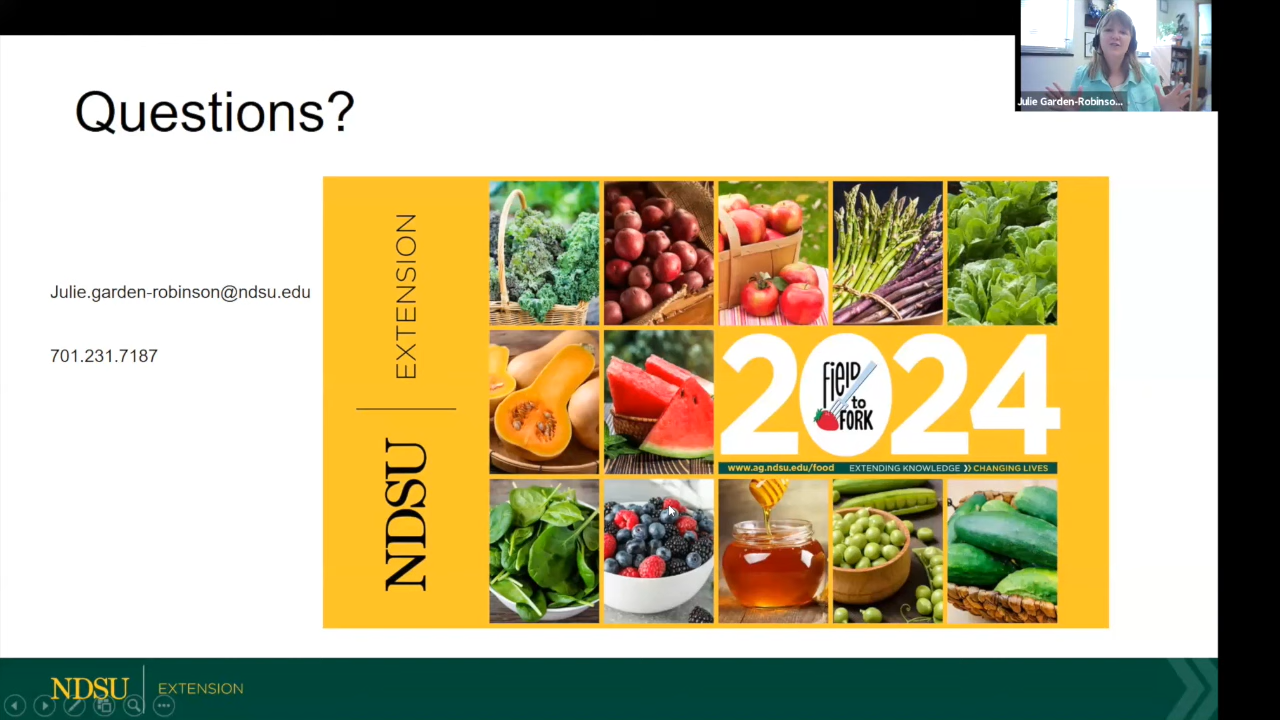 Questions?
Julie Garden-Robinso...
Julie.garden-robinson@ndsu.edu
701.231.7187
NDSU
EXTENSION
2024
FiELD
to
FORK
www.ag.ndsu.edu/food EXTENDING KNOWLEDGE CHANGING LIVES
NDSU EXTENSION